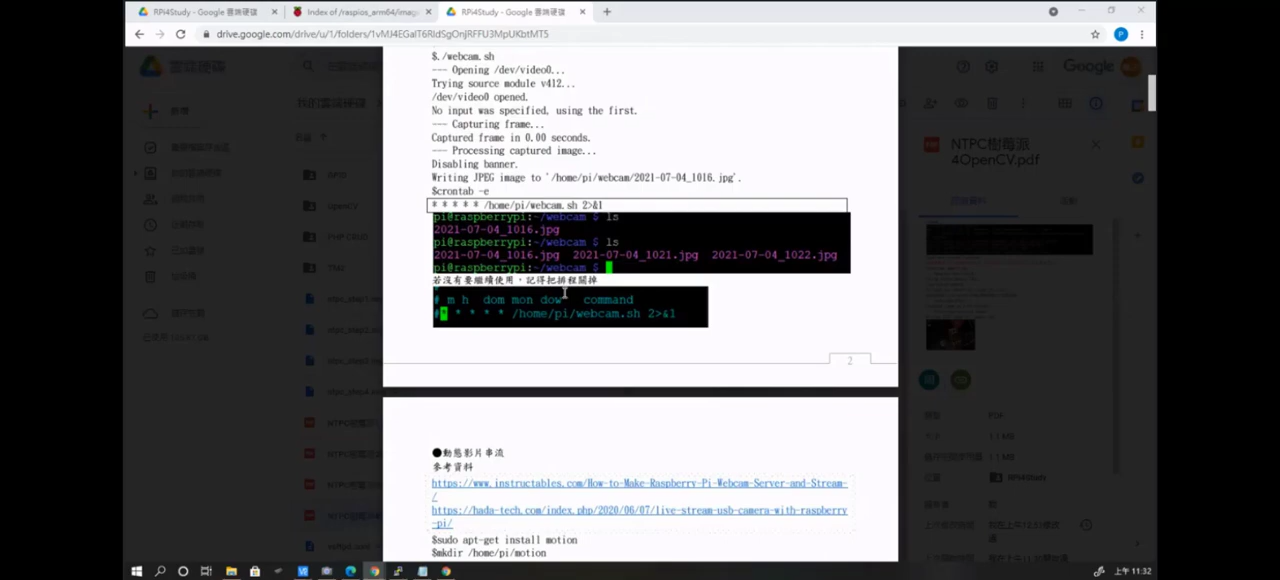 RPi4Study - Google 雲端硬碟
Index of /raspios_arm64/imag
RPi4Study - Google 雲端硬碟
drive.google.com/drive/u/1/folders/
$./webcam.sh
--- Opening /dev/video0...
Trying source module v4l2...
/dev/video0 opened.
No input was specified, using the first.
--- Capturing frame...
Captured frame in 0.00 seconds.
--- Processing captured image...
Disabling banner.
Writing JPEG image to '/home/pi/webcam/2021-07-04_1016.jpg'.
$crontab -e
* * * * * /home/pi/webcam.sh 2>&1
pi@raspberrypi:~/webcam $ ls
2021-07-04_1016.jpg
pi@raspberrypi:~/webcam $ ls
2021-07-04_1016.jpg 2021-07-04_1021.jpg 2021-07-04_1022.jpg
pi@raspberrypi:~/webcam $
若沒有要繼續使用，記得把排程關掉
# m h dom mon dow command
#* * * * * /home/pi/webcam.sh 2>&1
2
●動態影片串流
參考資料
https://www.instructables.com/How-to-Make-Raspberry-Pi-Webcam-Server-and-Stream-
/
https://hada-tech.com/index.php/2020/06/07/live-stream-usb-camera-with-raspberry
-pi/
$sudo apt-get install motion
$mkdir /home/pi/motion
Google
NTPC樹莓派
4OpenCV.pdf
OpenCV
PHP CRUD
RPi4Study
上午 11:32